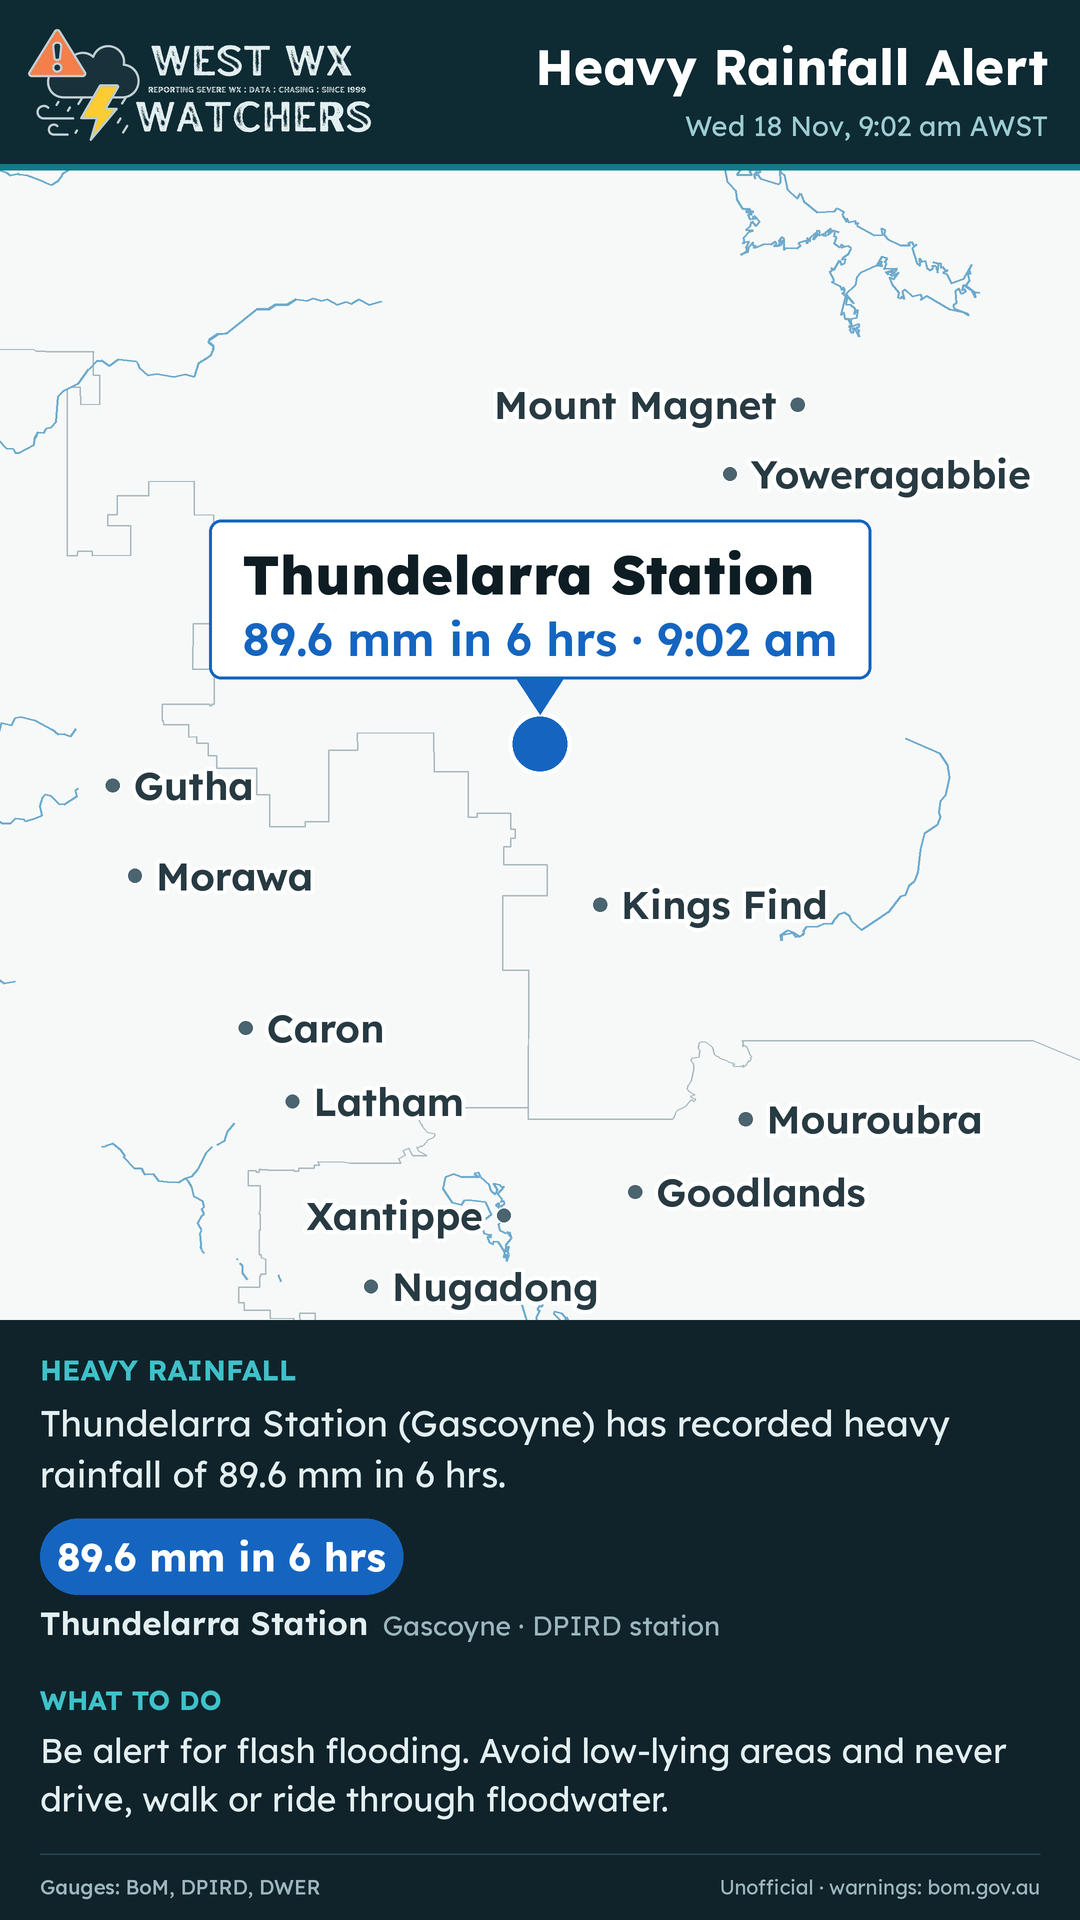 WEST WX
REPORTING SEVERE WX : DATA : CHASING : SINCE 1999
WATCHERS
Heavy Rainfall Alert
Wed 18 Nov, 9:02 am AWST
Mount Magnet
Yoweragabbie
Thundelarra Station
89.6 mm in 6 hrs · 9:02 am
Gutha
Morawa
Kings Find
Caron
Latham
Mouroubra
Goodlands
Xantippe
Nugadong
HEAVY RAINFALL
Thundelarra Station (Gascoyne) has recorded heavy
rainfall of 89.6 mm in 6 hrs.
89.6 mm in 6 hrs
Thundelarra Station Gascoyne · DPIRD station
WHAT TO DO
Be alert for flash flooding. Avoid low-lying areas and never
drive, walk or ride through floodwater.
Gauges: BoM, DPIRD, DWER
Unofficial · warnings: bom.gov.au